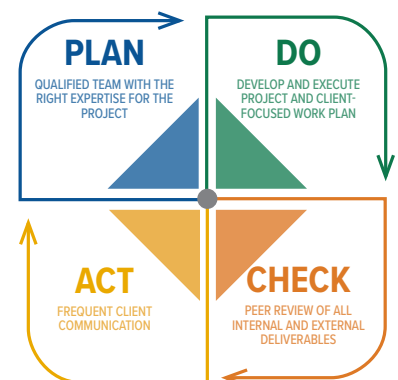 PLAN
QUALIFIED TEAM WITH THE
RIGHT EXPERTISE FOR THE
PROJECT
DO
DEVELOP AND EXECUTE
PROJECT AND CLIENT-
FOCUSED WORK PLAN
ACT
FREQUENT CLIENT
COMMUNICATION
CHECK
PEER REVIEW OF ALL
INTERNAL AND EXTERNAL
DELIVERABLES